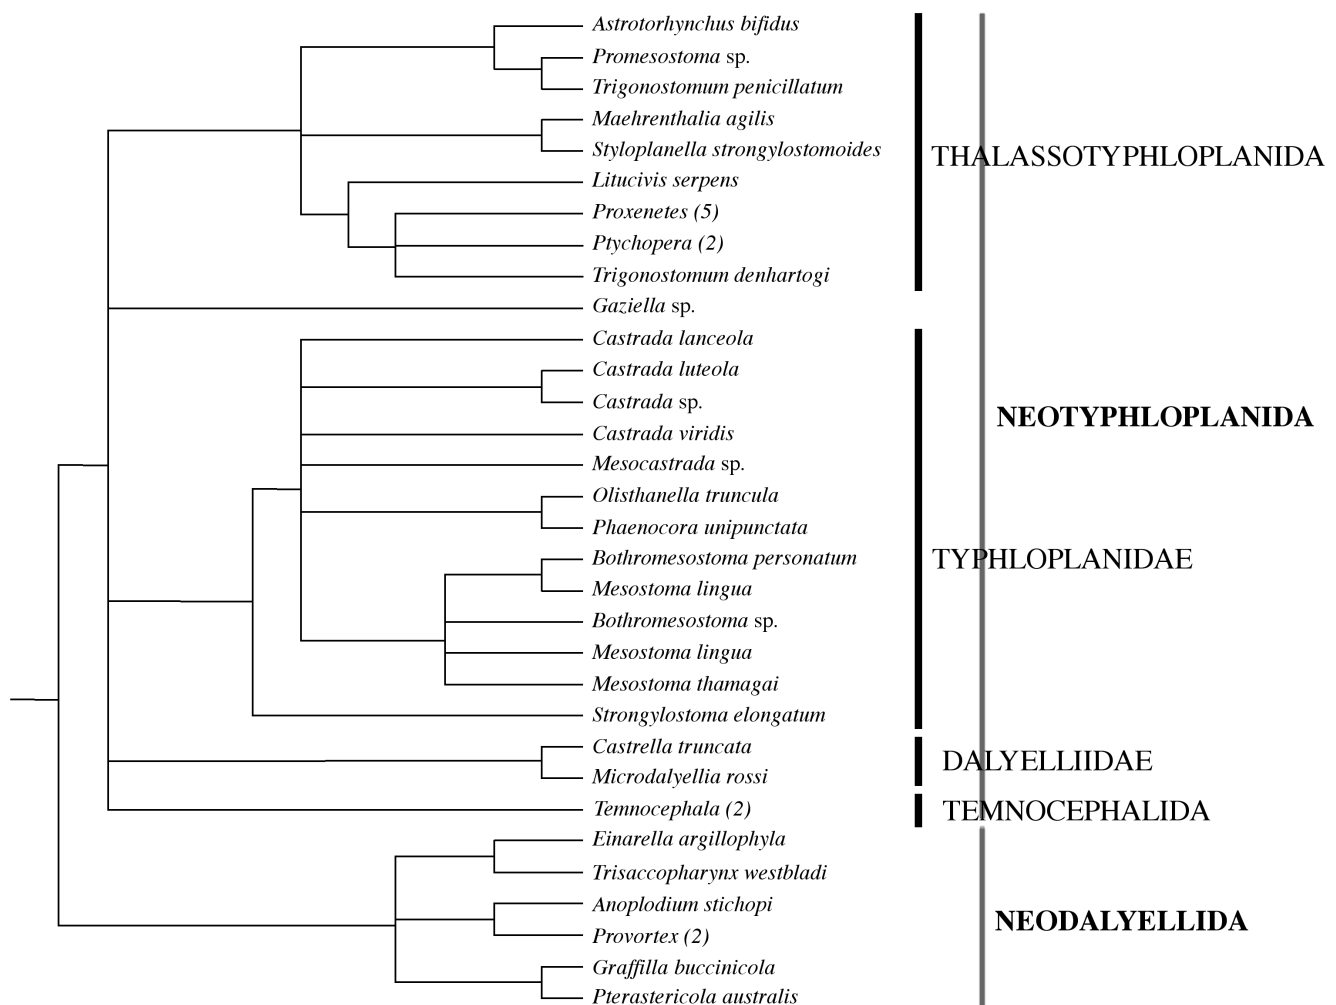 Astrotorhynchus bifidus
Promesostoma sp.
Trigonostomum penicillatum
Maehrenthalia agilis
Styloplanella strongylostomoides
THALASSOTYPHLOPLANIDA
Litucivis serpens
Proxenetes (5)
Ptychopera (2)
Trigonostomum denhartogi
Gaziella sp.
Castrada lanceola
Castrada luteola
Castrada sp.
NEOTYPHLOPLANIDA
Castrada viridis
Mesocastrada sp.
Olisthanella truncula
Phaenocora unipunctata
Bothromesostoma personatum
TYPHLOPLANIDAE
Mesostoma lingua
Bothromesostoma sp.
Mesostoma lingua
Mesostoma thamagai
Strongylostoma elongatum
Castrella truncata
DALYELLIIDAE
Microdalyellia rossi
Temnocephala (2)
TEMNOCEPHALIDA
Einarella argillophyla
Trisaccopharynx westbladi
Anoplodium stichopi
NEODALYELLIDA
Provortex (2)
Graffilla buccinicola
Pterastericola australis